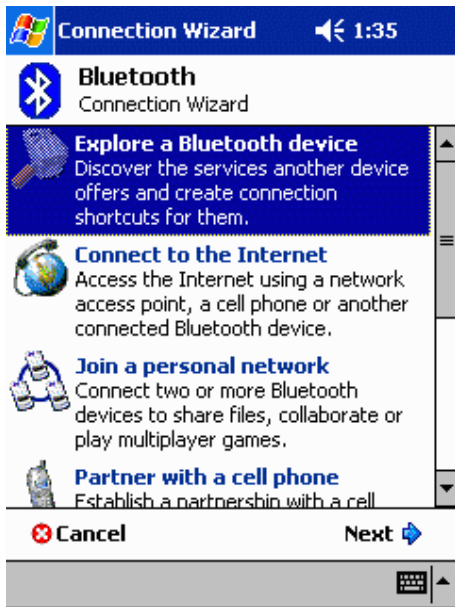 Connection Wizard 1:35
Bluetooth
Connection Wizard
Explore a Bluetooth device
Discover the services another device
offers and create connection
shortcuts for them.
Connect to the Internet
Access the Internet using a network
access point, a cell phone or another
connected Bluetooth device.
Join a personal network
Connect two or more Bluetooth
devices to share files, collaborate or
play multiplayer games.
Partner with a cell phone
Establish a partnership with a cell
Cancel Next